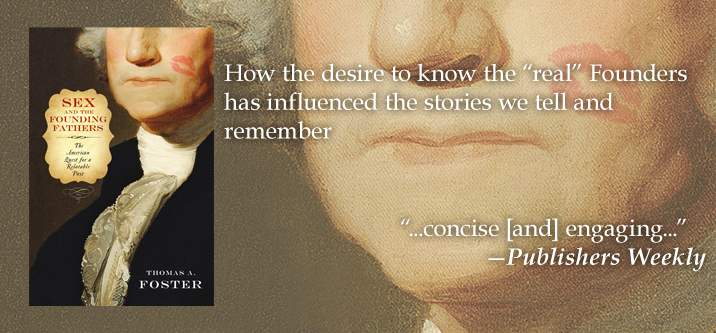 SEX
AND THE
FOUNDING
FATHERS
The
American
Quest for a
Relatable
Past
THOMAS A.
FOSTER
How the desire to know the “real” Founders
has influenced the stories we tell and
remember
“...concise [and] engaging...”
—Publishers Weekly